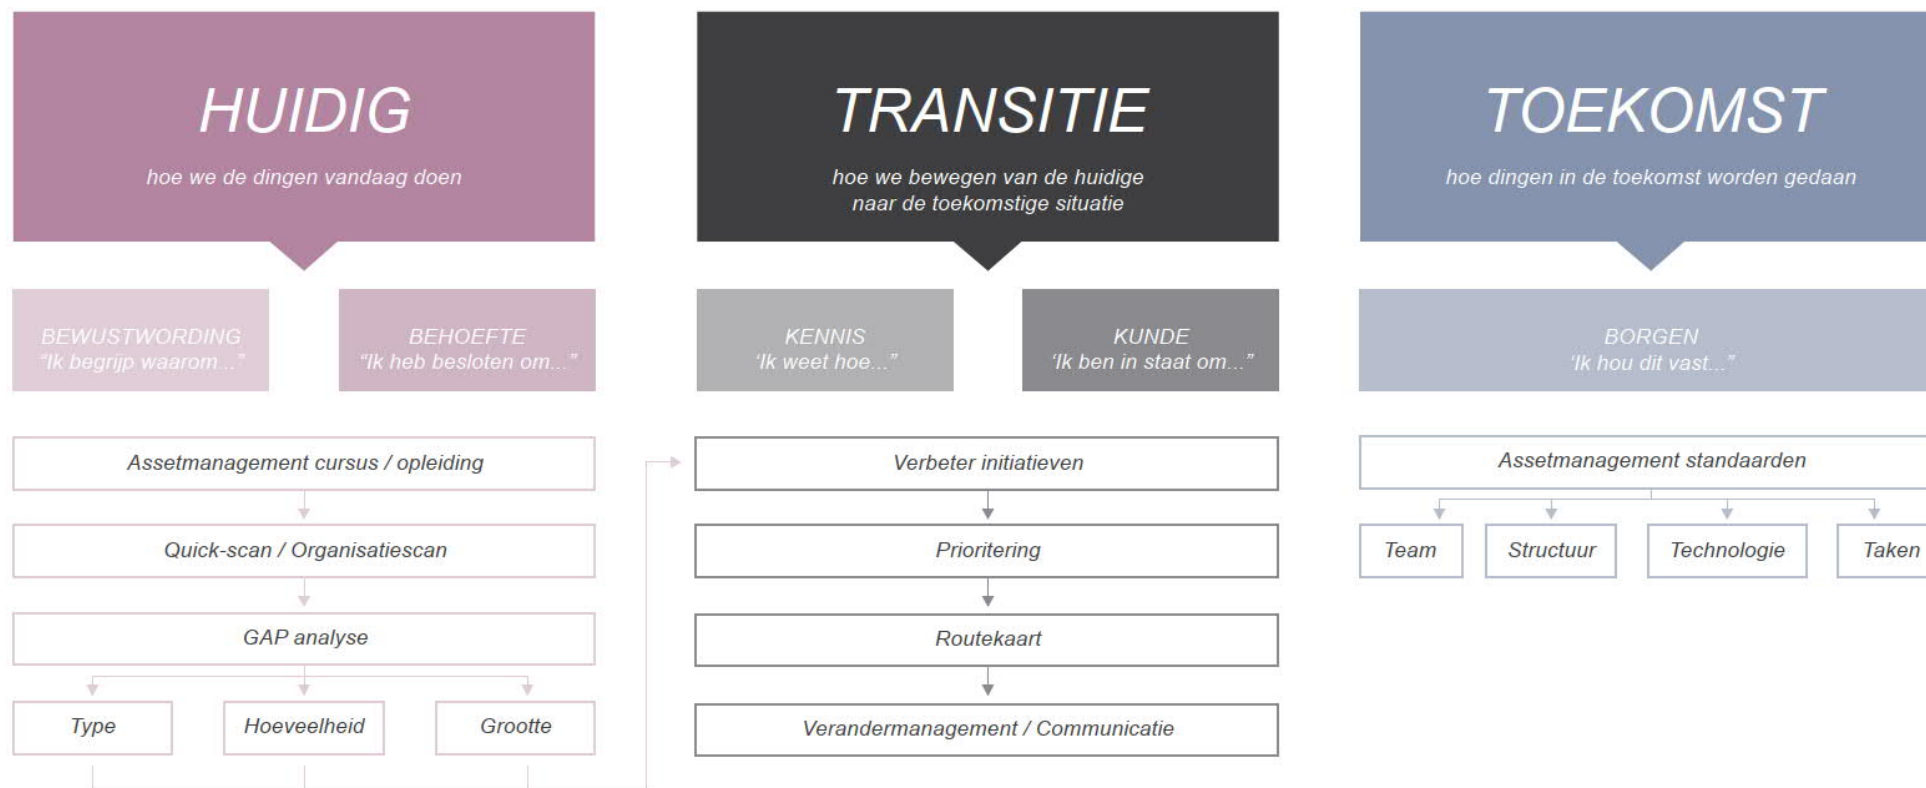 HUIDIG
hoe we de dingen vandaag doen
BEWUSTWORDING
“Ik begrijp waarom...”
BEHOEFTE
“Ik heb besloten om...”
Assetmanagement cursus / opleiding
Quick-scan / Organisatiescan
GAP analyse
Type
Hoeveelheid
Grootte
TRANSITIE
hoe we bewegen van de huidige
naar de toekomstige situatie
KENNIS
‘Ik weet hoe...”
KUNDE
‘Ik ben in staat om...”
Verbeter initiatieven
Prioritering
Routekaart
Verandermanagement / Communicatie
TOEKOMST
hoe dingen in de toekomst worden gedaan
BORGEN
‘Ik hou dit vast...”
Assetmanagement standaarden
Team
Structuur
Technologie
Taken